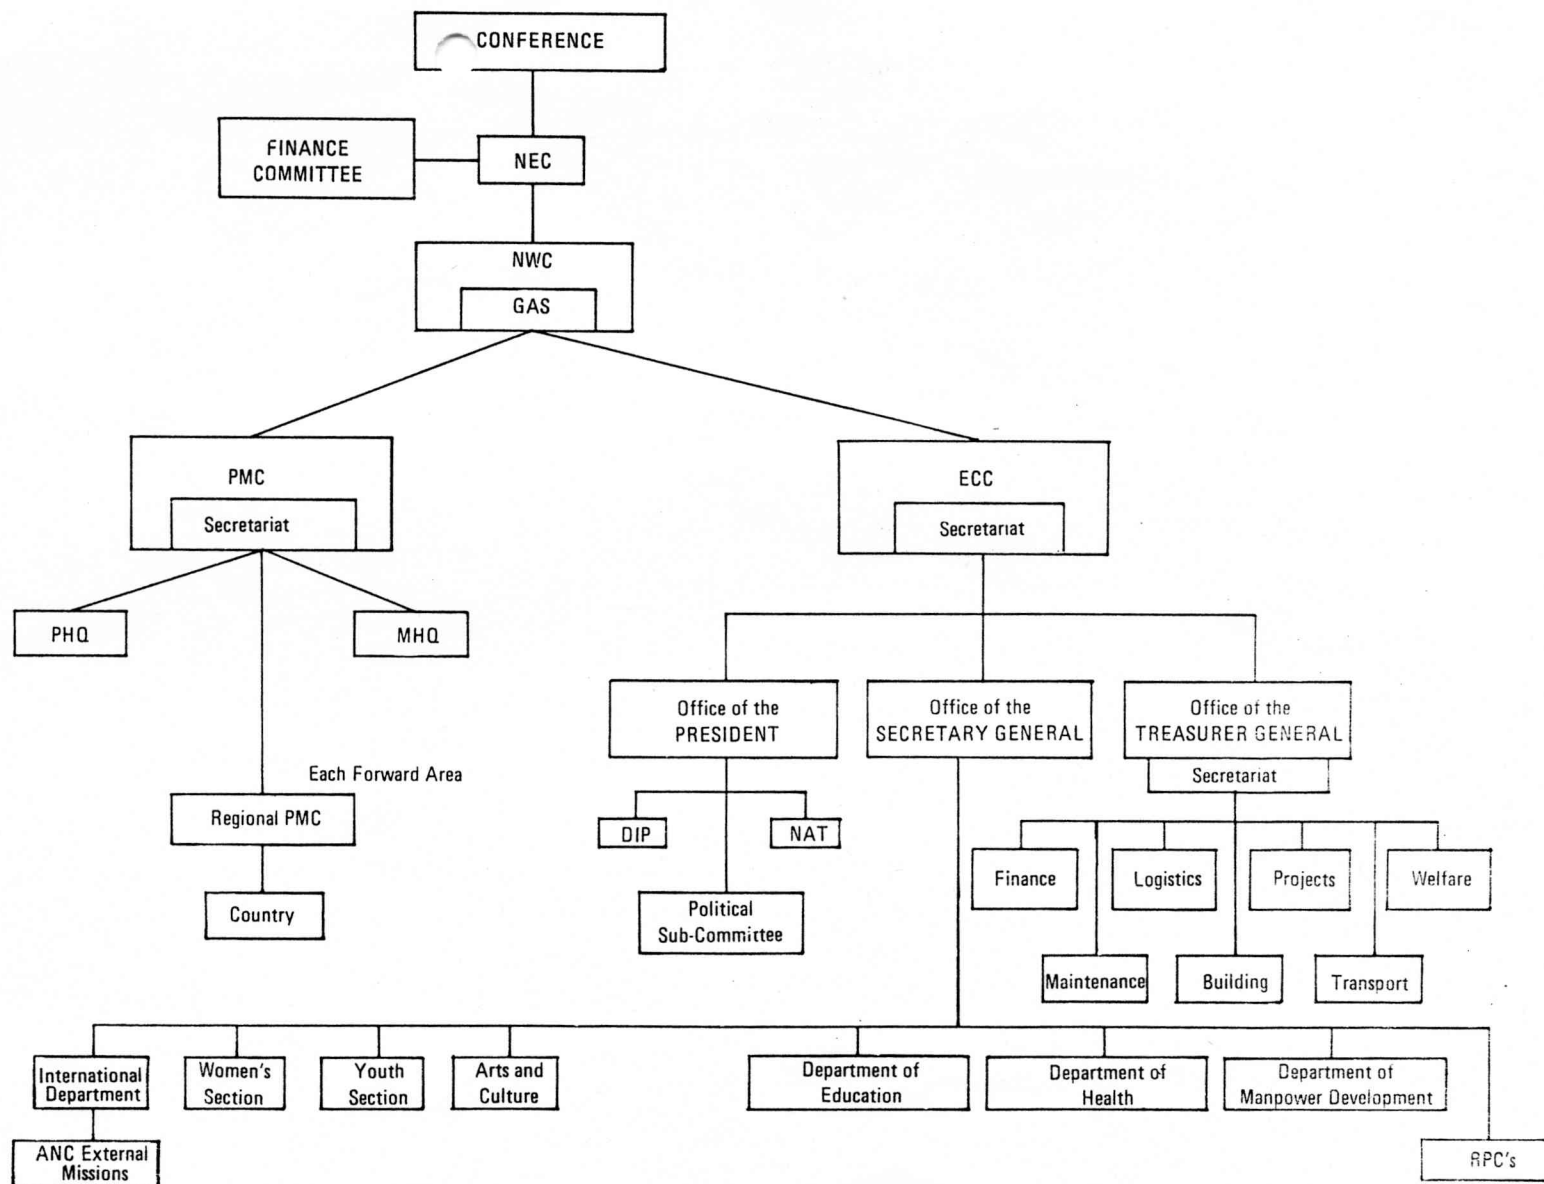 CONFERENCE
FINANCE
COMMITTEE
NEC
NWC
GAS
PMC
Secretariat
ECC
Secretariat
PHQ
MHQ
Office of the
PRESIDENT
Office of the
SECRETARY GENERAL
Office of the
TREASURER GENERAL
Secretariat
Each Forward Area
Regional PMC
Country
DIP
NAT
Political
Sub-Committee
Finance
Logistics
Projects
Welfare
Maintenance
Building
Transport
International
Department
Women's
Section
Youth
Section
Arts and
Culture
Department of
Education
Department of
Health
Department of
Manpower Development
ANC External
Missions
RPC's